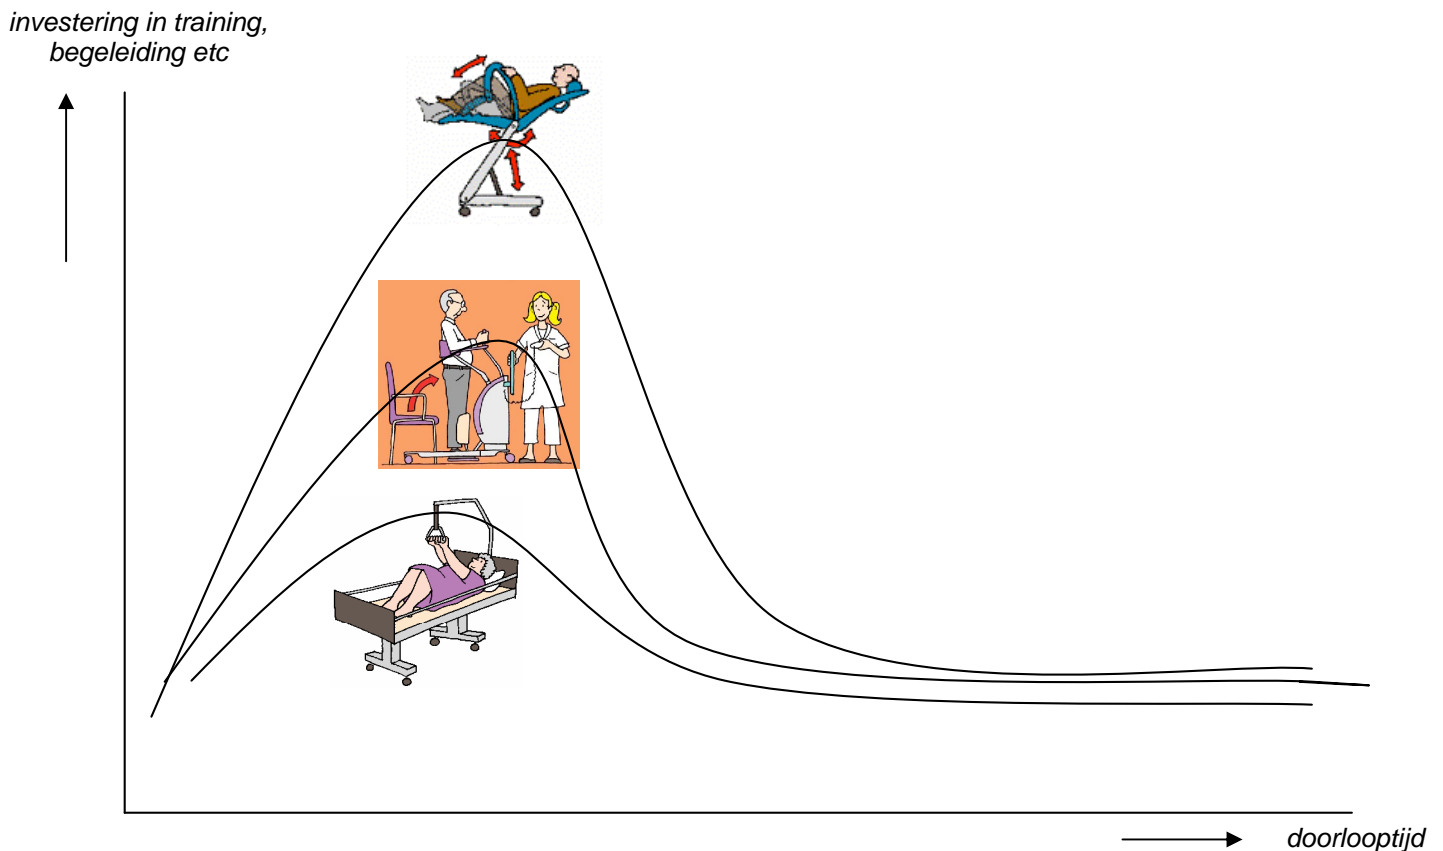 investering in training,
begeleiding etc
doorlooptijd